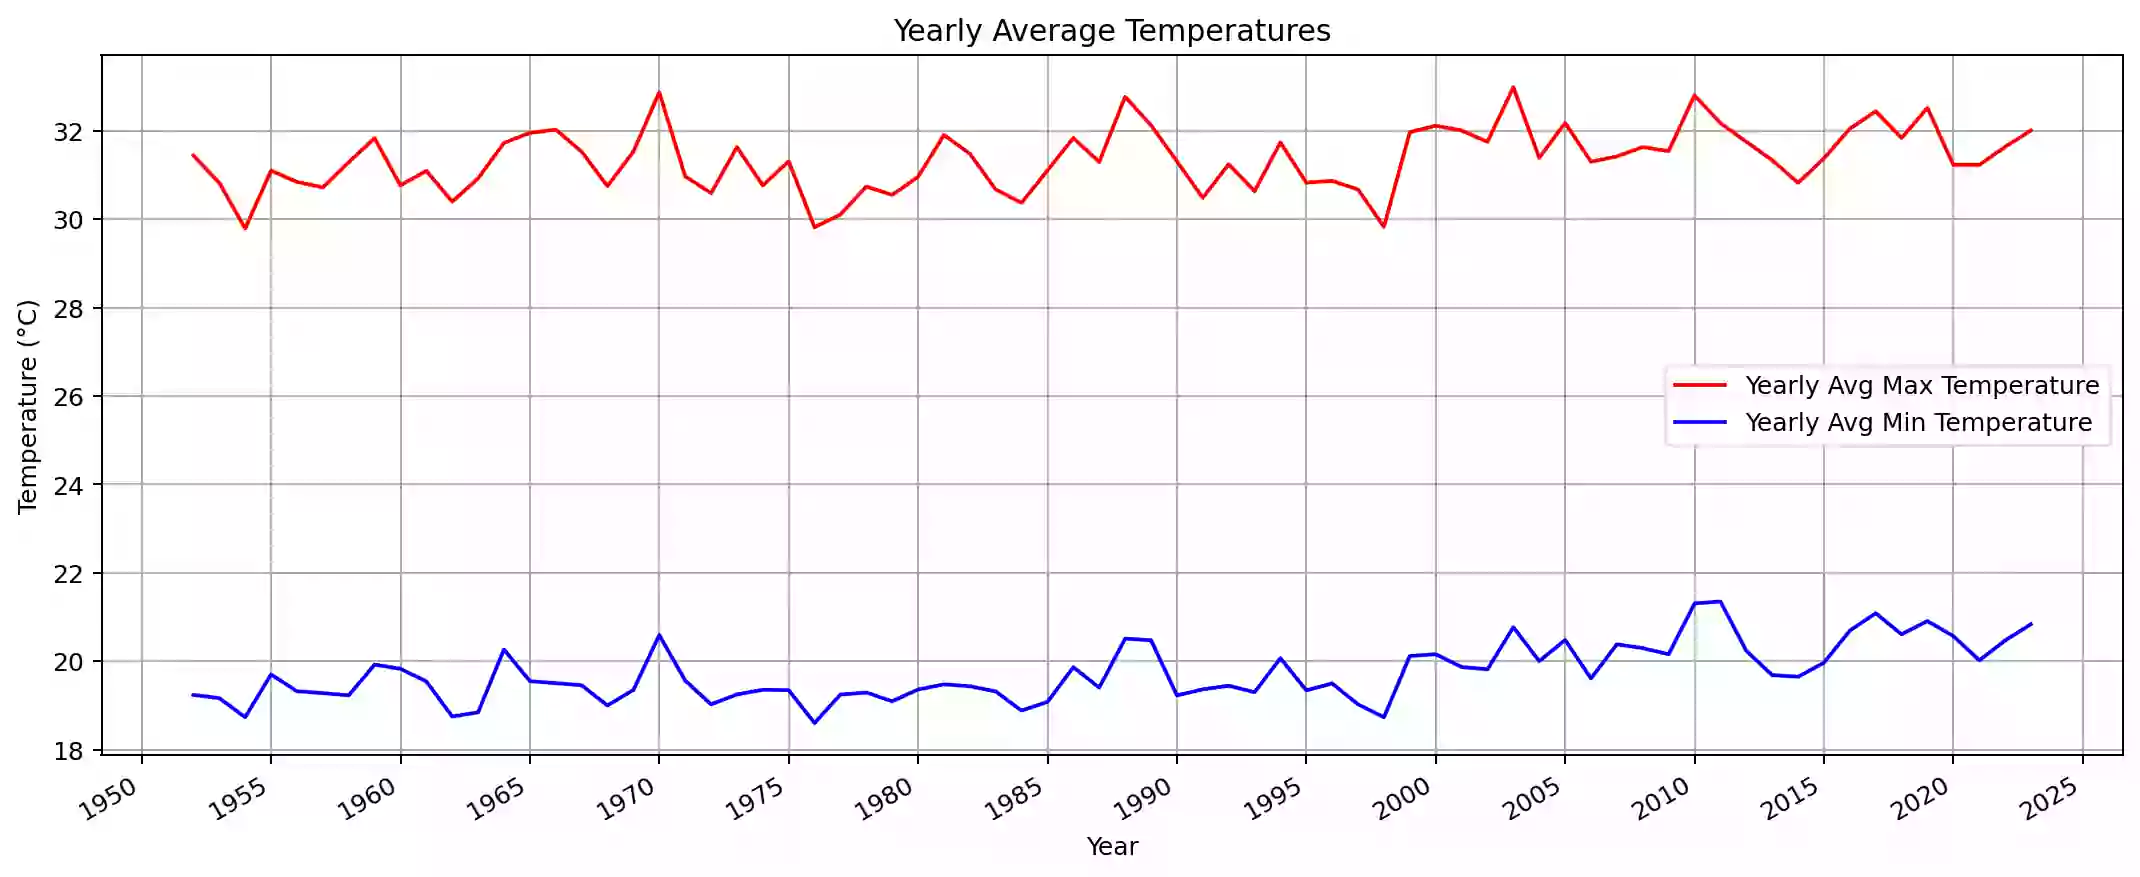 Yearly Average Temperatures
32
30
28
26
24
22
20
18
Temperature (°C)
Yearly Avg Max Temperature
Yearly Avg Min Temperature
1950 1955 1960 1965 1970 1975 1980 1985 1990 1995 2000 2005 2010 2015 2020 2025
Year